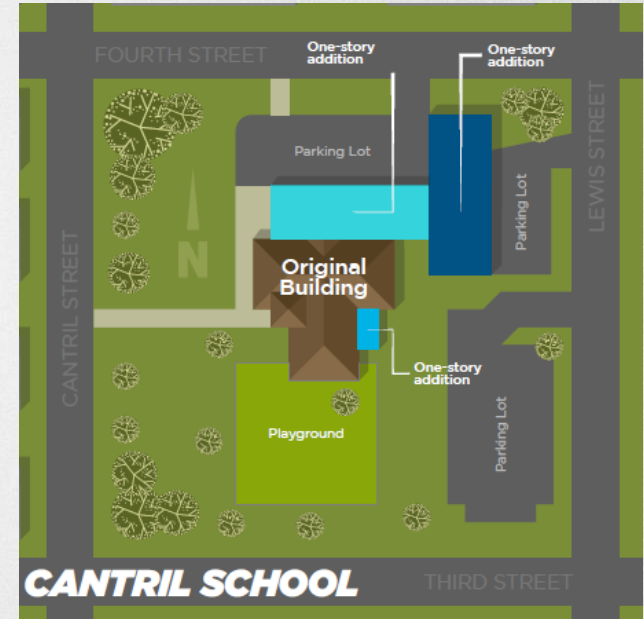 FOURTH STREET
One-story
addition
One-story
addition
LEWIS STREET
Parking Lot
Parking Lot
N
CANTRIL STREET
Original
Building
One-story
addition
Playground
Parking Lot
CANTRIL SCHOOL
THIRD STREET